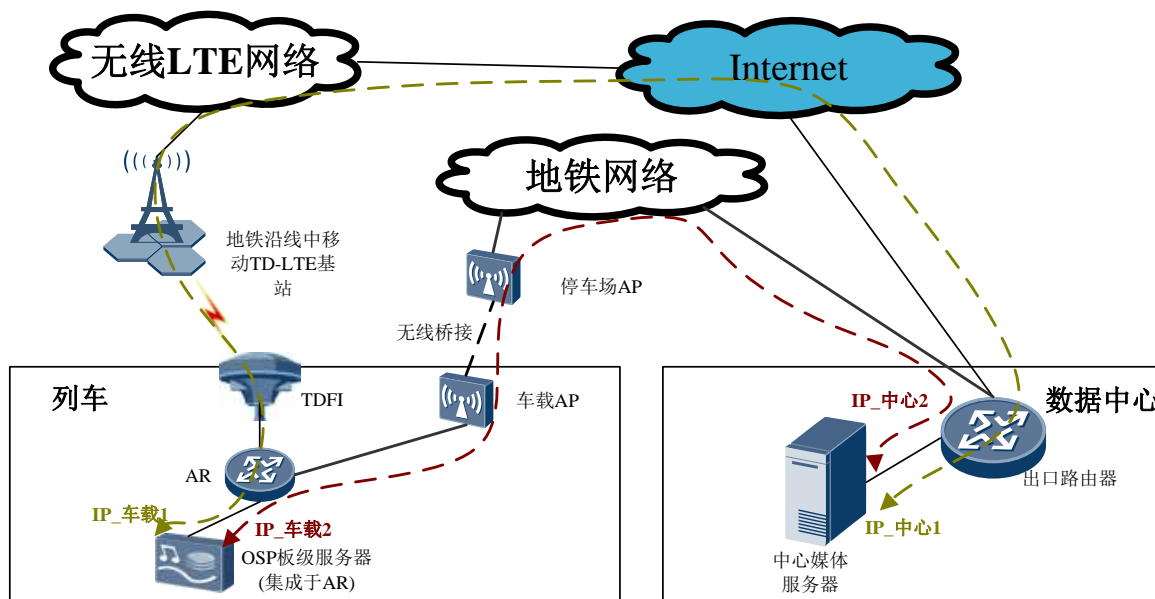 无线LTE网络
Internet
地铁网络
地铁沿线中移
动TD-LTE基
站
停车场AP
无线桥接
列车
TDFI
车载AP
AR
IP_车载1
IP_车载2
OSP板级服务器
(集成于AR)
数据中心
IP_中心2
出口路由器
IP_中心1
中心媒体
服务器